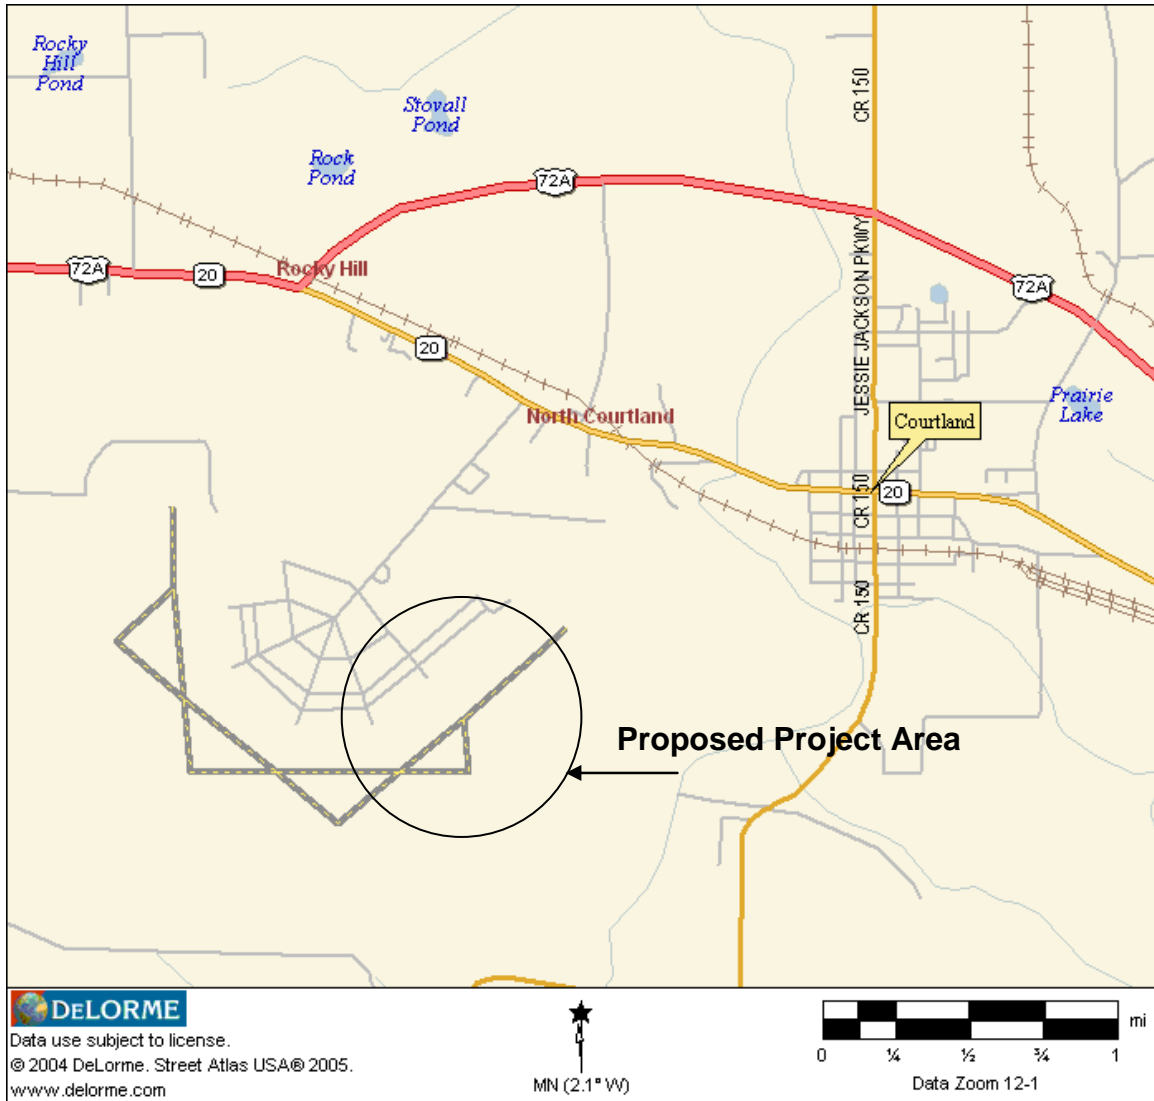 Rocky
Hill
Pond
Stovall
Pond
Rock
Pond
CR 150
72A
72A
20
Rocky Hill
JESSIE JACKSON PKWY
72A
20
Prairie
Lake
North Courtland
Courtland
CR 150
20
CR 150
Proposed Project Area
DELORME
Data use subject to license.
© 2004 DeLorme. Street Atlas USA® 2005.
www.delorme.com
MN (2.1° W)
mi
0 ¼ ½ ¾ 1
Data Zoom 12-1